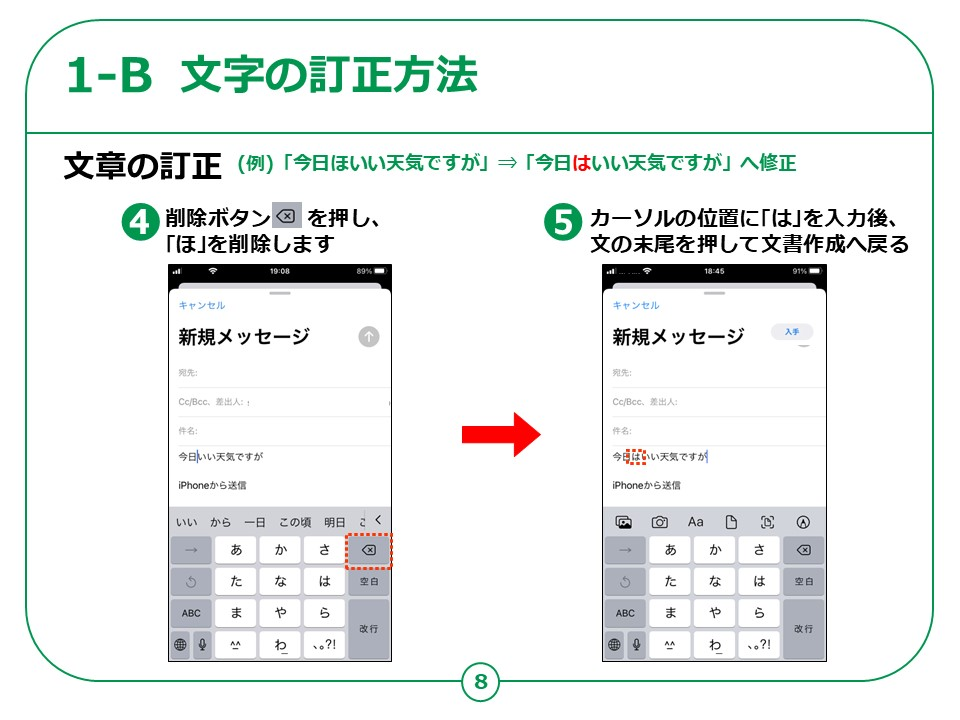 1-B 文字の訂正方法
文章の訂正 (例)「今日ほいい天気ですが」⇒「今日はいい天気ですが」へ修正
4 削除ボタン を押し、
「ほ」を削除します
19:08 89%
キャンセル
新規メッセージ
宛先:
Cc/Bcc、差出人:
件名:
今日いい天気ですが
iPhoneから送信
いい から 一日 この頃 明日
→ あ か さ
た な は 空白
ABC ま や ら
改行
^^ わ 、。?!
5 カーソルの位置に「は」を入力後、
文の末尾を押して文書作成へ戻る
18:45 91%
キャンセル
新規メッセージ 入手
宛先:
Cc/Bcc、差出人:
件名:
今日はいい天気ですが
iPhoneから送信
Aa
→ あ か さ
た な は 空白
ABC ま や ら
改行
^^ わ 、。?!
8